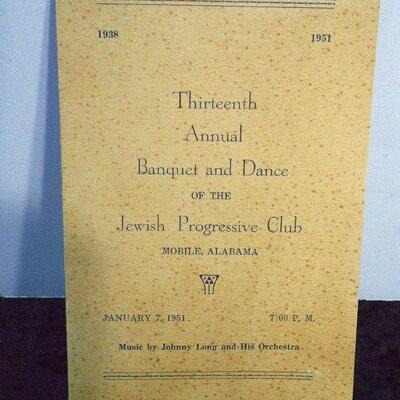 1938 1951
Thirteenth
Annual
Banquet and Dance
OF THE
Jewish Progressive Club
MOBILE, ALABAMA
JANUARY 7, 1951 7:00 P. M.
Music by Johnny Long and His Orchestra